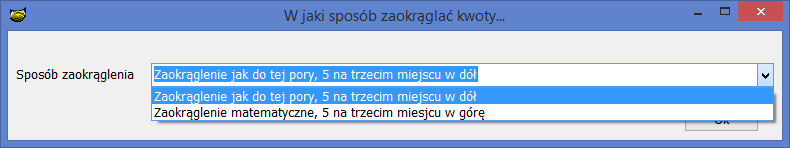 W jaki sposób zaokrąglać kwoty...
Sposób zaokrąglenia
Zaokrąglenie jak do tej pory, 5 na trzecim miejscu w dół
Zaokrąglenie jak do tej pory, 5 na trzecim miejscu w dół
Zaokrąglenie matematyczne, 5 na trzecim miesjcu w górę